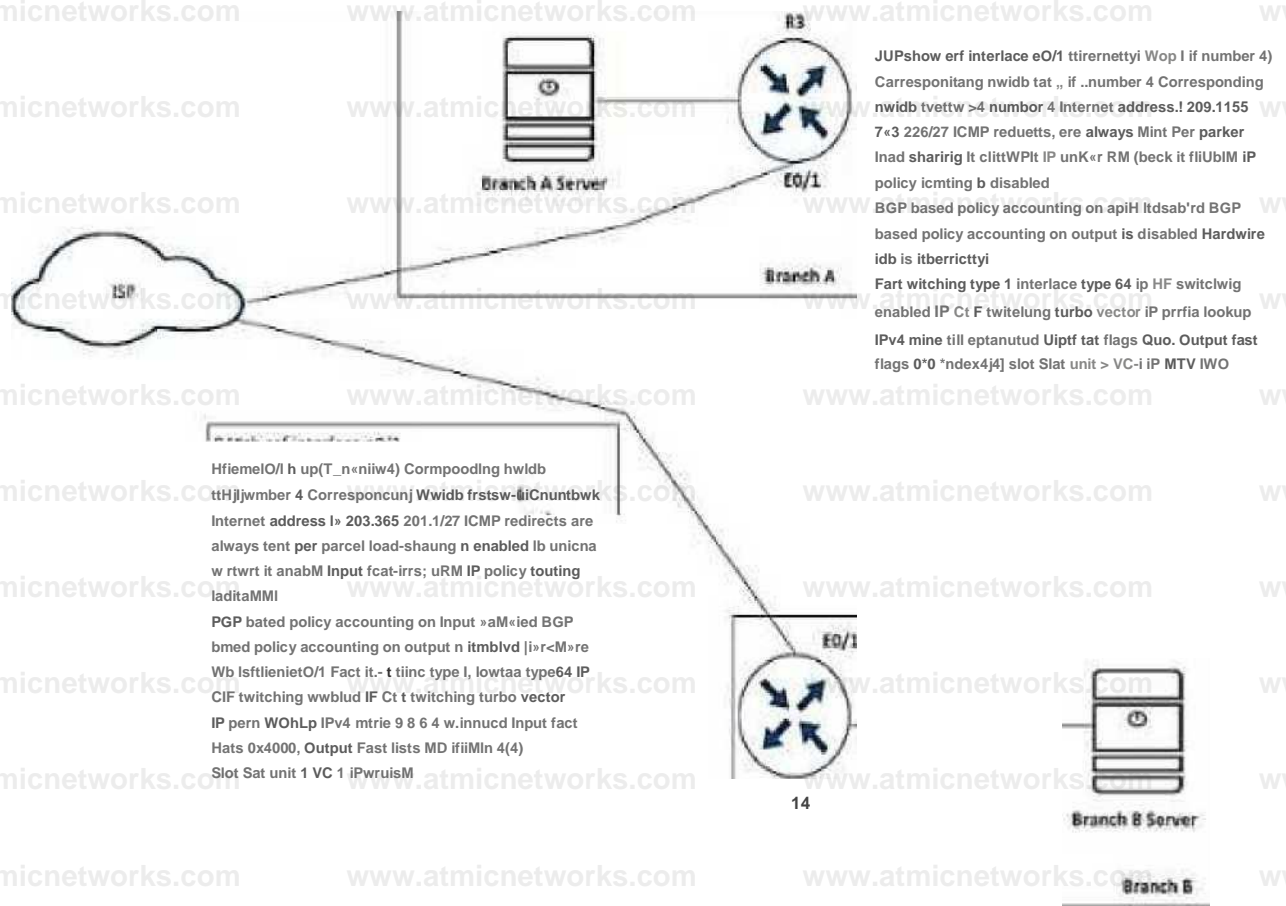 R3
JUPshow erf interlace eO/1 ttirernettyi Wop I if number 4)
Carresponitang nwidb tat „ if ..number 4 Corresponding
nwidb tvettw >4 numbor 4 Internet address.! 209.1155
7«3 226/27 ICMP reduetts, ere always Mint Per parker
Inad sharirig It clittWPIt IP unK«r RM (beck it fliUbIM iP
policy icmting b disabled
BGP based policy accounting on apiH Itdsab'rd BGP
based policy accounting on output is disabled Hardwire
idb is itberricttyi
Fart witching type 1 interlace type 64 ip HF switclwig
enabled IP Ct F twitelung turbo vector iP prrfia lookup
IPv4 mine till eptanutud Uiptf tat flags Quo. Output fast
flags 0*0 *ndex4j4] slot Slat unit > VC-i iP MTV IWO
Branch A Server
E0/1
Branch A
ISP
HfiemelO/l h up(T_n«niiw4) Cormpoodlng hwldb
ttHjljwmber 4 Corresponcunj Wwidb frstsw-liiCnuntbwk
Internet address l» 203.365 201.1/27 ICMP redirects are
always tent per parcel load-shaung n enabled lb unicna
w rtwrt it anabM Input fcat-irrs; uRM IP policy touting
laditaMMl
PGP bated policy accounting on Input »aM«ied BGP
bmed policy accounting on output n itmblvd |i»r<M»re
Wb IsftlienietO/1 Fact it.- t tiinc type I, lowtaa type64 IP
CIF twitching wwblud IF Ct t twitching turbo vector
IP pern WOhLp IPv4 mtrie 9 8 6 4 w.innucd Input fact
Hats 0x4000, Output Fast lists MD ifiiMln 4(4)
Slot Sat unit 1 VC 1 iPwruisM
E0/1
14
Branch B Server
Branch B
www.atmicnetworks.com